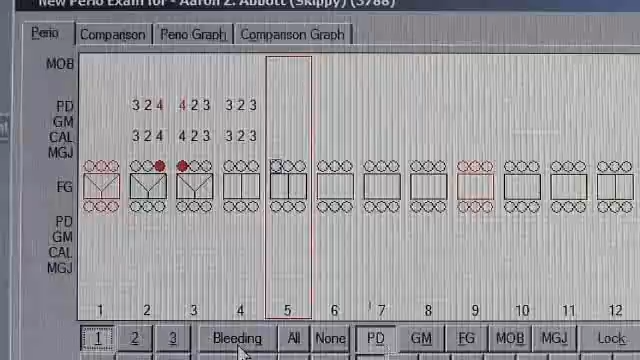 New Perio Exam for - Aaron Z. Abbott (Skippy) (3788)
Perio Comparison Perio Graph Comparison Graph
MOB
PD 3 2 4 4 2 3 3 2 3
GM
CAL 3 2 4 4 2 3 3 2 3
MGJ
FG
PD
GM
CAL
MGJ
1 2 3 4 5 6 7 8 9 10 11 12
1 2 3 Bleeding All None PD GM FG MOB MGJ Lock